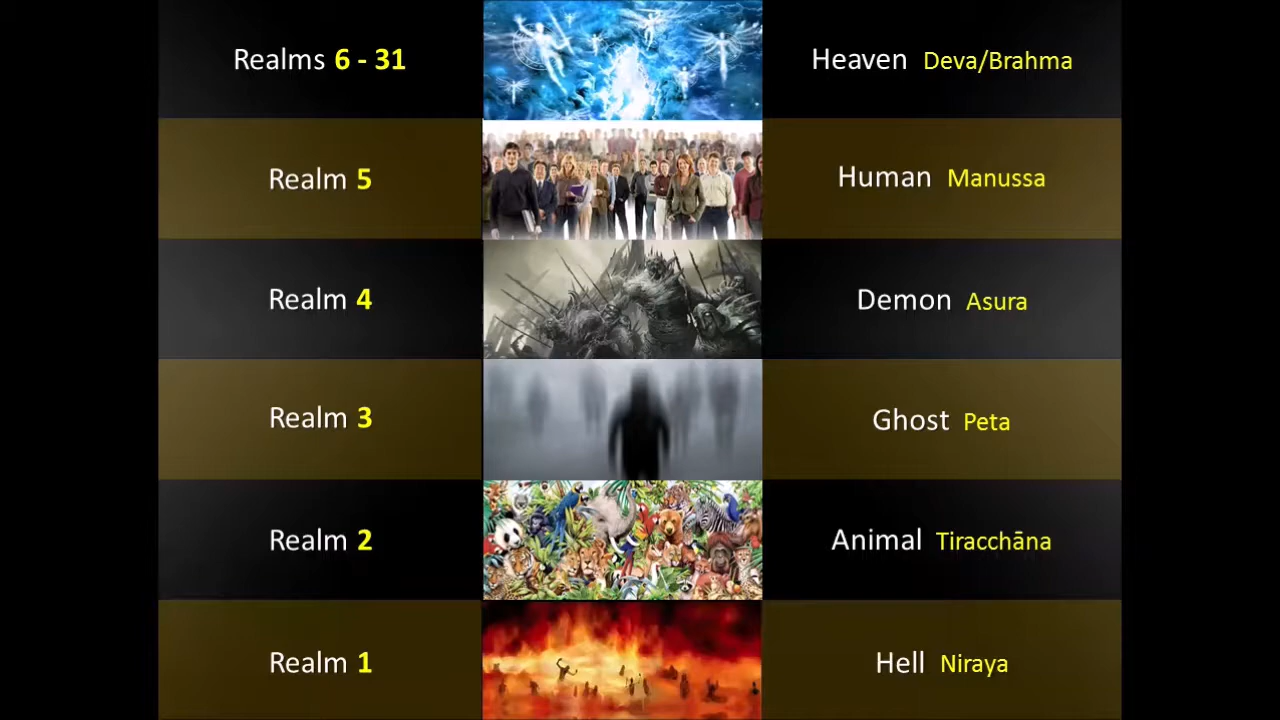 Realms 6 - 31 Heaven Deva/Brahma
Realm 5 Human Manussa
Realm 4 Demon Asura
Realm 3 Ghost Peta
Realm 2 Animal Tiracchāna
Realm 1 Hell Niraya